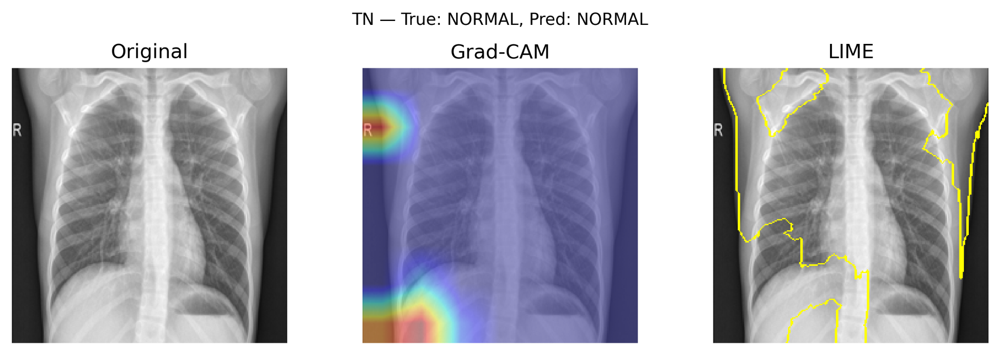 TN — True: NORMAL, Pred: NORMAL
Original
Grad-CAM
LIME
R
R
R